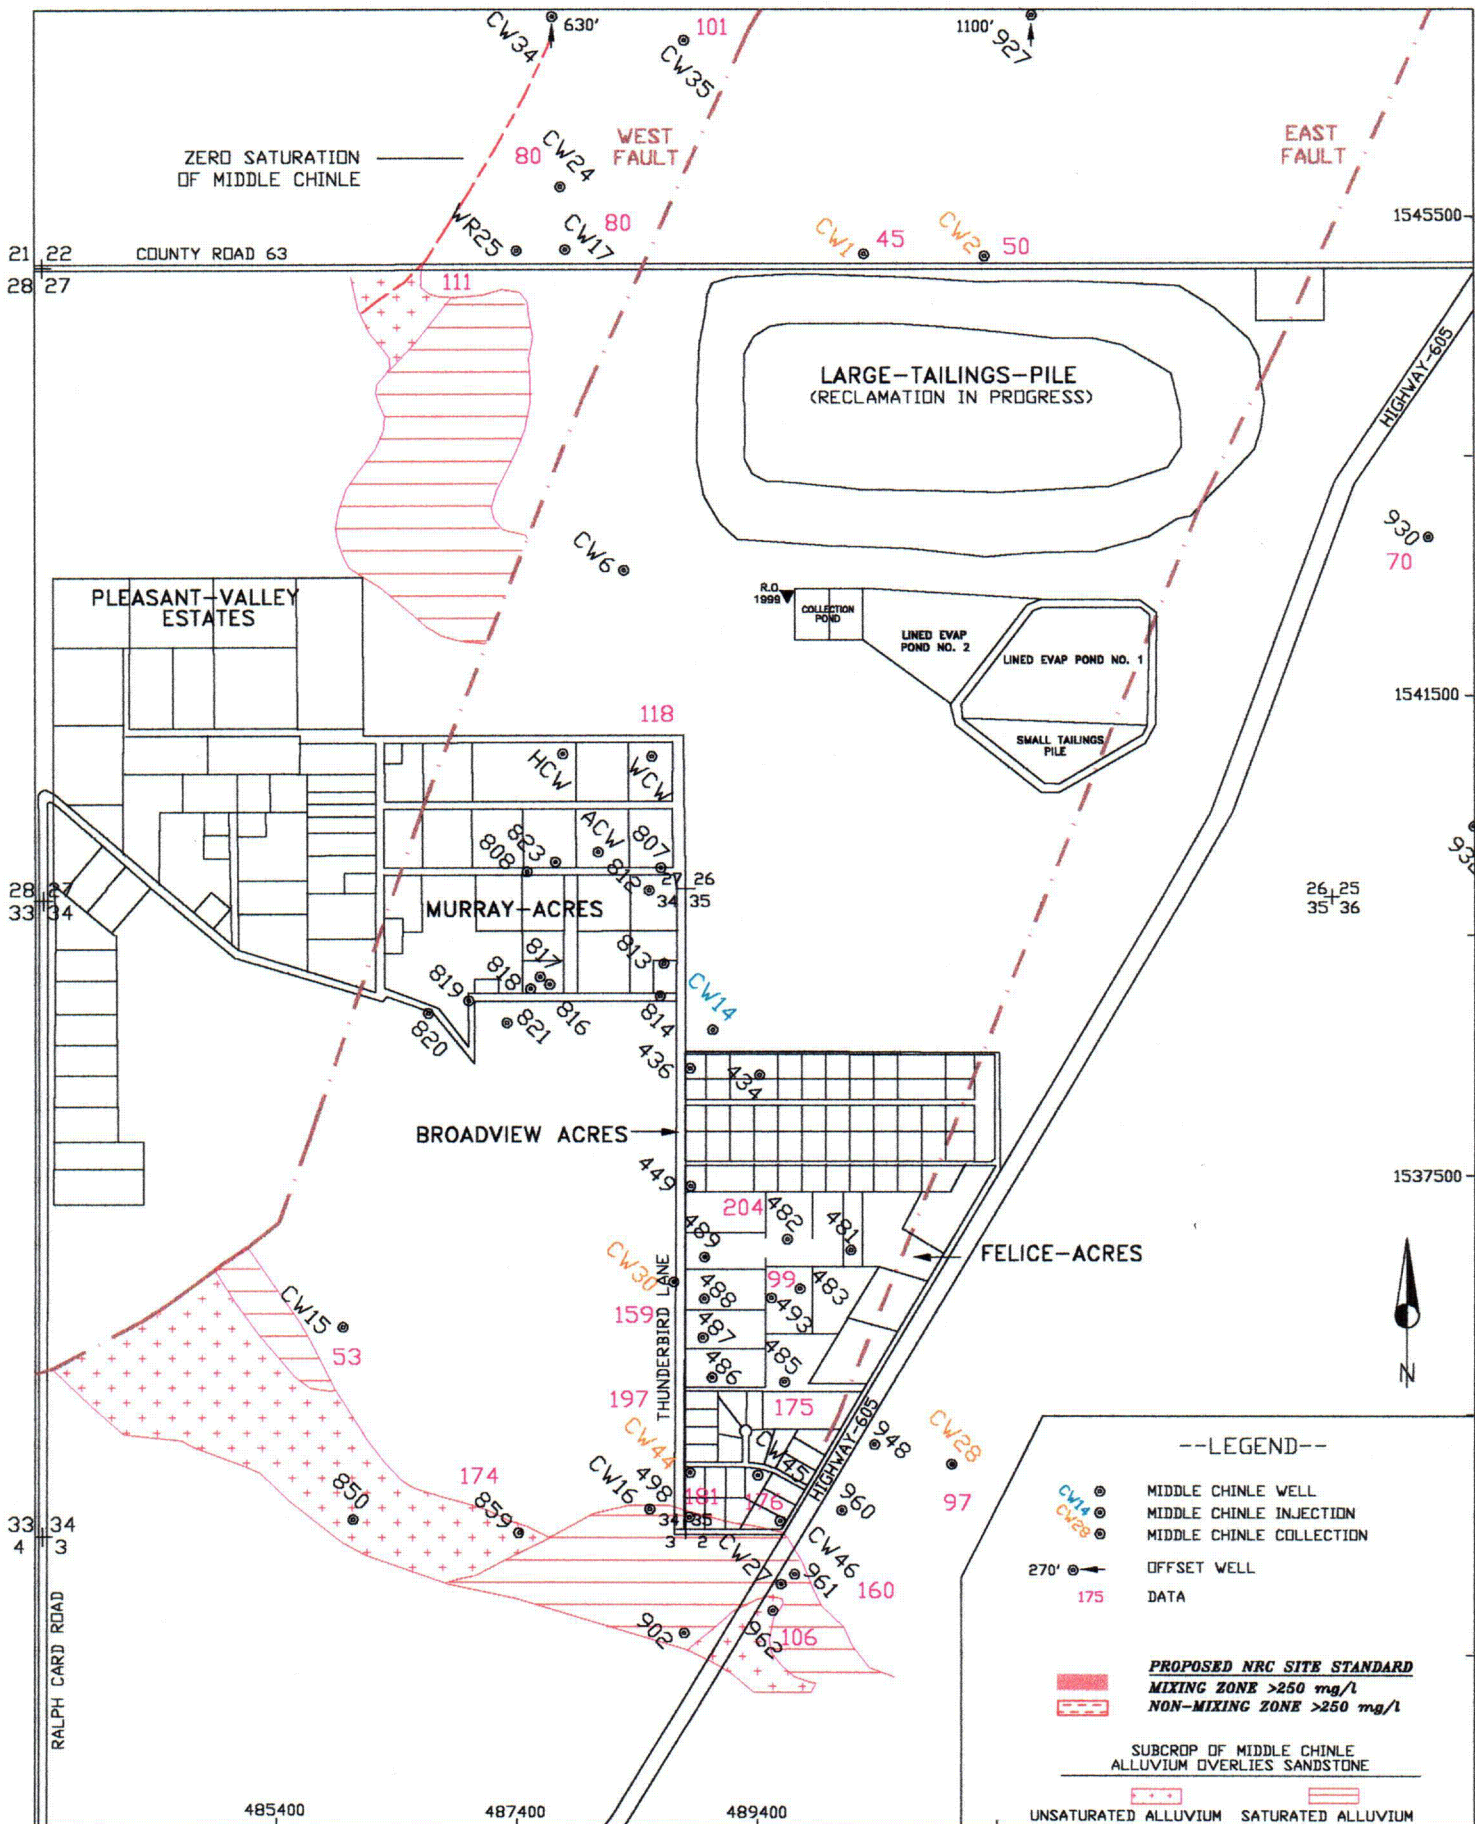 CW34
630'
101
CW35
1100'
927
WEST
FAULT
EAST
FAULT
ZERO SATURATION
OF MIDDLE CHINLE
80
CW24
WR25
CW17
80
CW1
45
CW2
50
1545500
21 22
28 27
COUNTY ROAD 63
111
LARGE-TAILINGS-PILE
(RECLAMATION IN PROGRESS)
HIGHWAY-605
CW6
930
70
PLEASANT-VALLEY
ESTATES
R.O.
1999
COLLECTION
POND
LINED EVAP
POND NO. 2
LINED EVAP POND NO. 1
SMALL TAILINGS
PILE
1541500
118
HCW
WCW
823
808
ACW
807
812
28 27
33 34
27 26
34 35
26 25
35 36
MURRAY-ACRES
817
818
819
813
CW14
820
821
816
814
436
434
BROADVIEW ACRES
449
1537500
204
482
481
489
FELICE-ACRES
CW30
THUNDERBIRD LANE
488
99
483
493
159
487
CW15
53
486
485
197
175
HIGHWAY-605
948
CW28
CW44
CW45
174
CW16
498
181
176
960
97
850
859
33 34
4 3
34 35
3 2
CW27
CW46
961
160
902
962
106
RALPH CARD ROAD
N
--LEGEND--
CW14 MIDDLE CHINLE WELL
MIDDLE CHINLE INJECTION
CW28 MIDDLE CHINLE COLLECTION
270' OFFSET WELL
175 DATA
PROPOSED NRC SITE STANDARD
MIXING ZONE >250 mg/l
NON-MIXING ZONE >250 mg/l
SUBCROP OF MIDDLE CHINLE
ALLUVIUM OVERLIES SANDSTONE
UNSATURATED ALLUVIUM SATURATED ALLUVIUM
485400
487400
489400